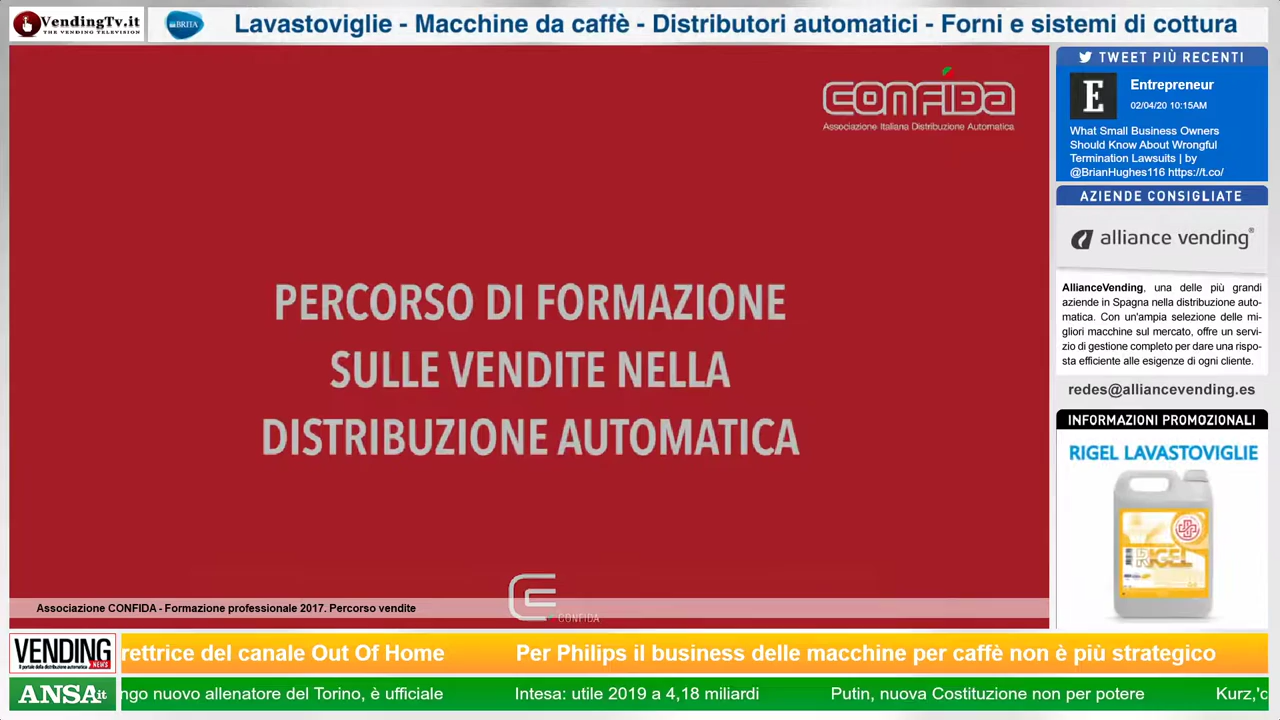 VendingTv.it
THE VENDING TELEVISION
BRITA
Lavastoviglie - Macchine da caffè - Distributori automatici - Forni e sistemi di cottura
CONFIDA
Associazione Italiana Distribuzione Automatica
PERCORSO DI FORMAZIONE
SULLE VENDITE NELLA
DISTRIBUZIONE AUTOMATICA
CONFIDA
Associazione CONFIDA - Formazione professionale 2017. Percorso vendite
TWEET PIÙ RECENTI
E
Entrepreneur
02/04/20 10:15AM
What Small Business Owners
Should Know About Wrongful
Termination Lawsuits | by
@BrianHughes116 https://t.co/
AZIENDE CONSIGLIATE
alliance vending®
AllianceVending, una delle più grandi
aziende in Spagna nella distribuzione auto-
matica. Con un'ampia selezione delle mi-
gliori macchine sul mercato, offre un servi-
zio di gestione completo per dare una rispo-
sta efficiente alle esigenze di ogni cliente.
redes@alliancevending.es
INFORMAZIONI PROMOZIONALI
RIGEL LAVASTOVIGLIE
RIGEL
VENDING
NEWS
Il portale della distribuzione automatica
rettrice del canale Out Of Home Per Philips il business delle macchine per caffè non è più strategico
ANSA.it
ngo nuovo allenatore del Torino, è ufficiale Intesa: utile 2019 a 4,18 miliardi Putin, nuova Costituzione non per potere Kurz,'c